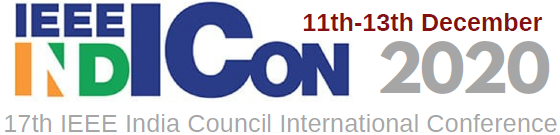 IEEE
INDICON
11th-13th December
2020
17th IEEE India Council International Conference